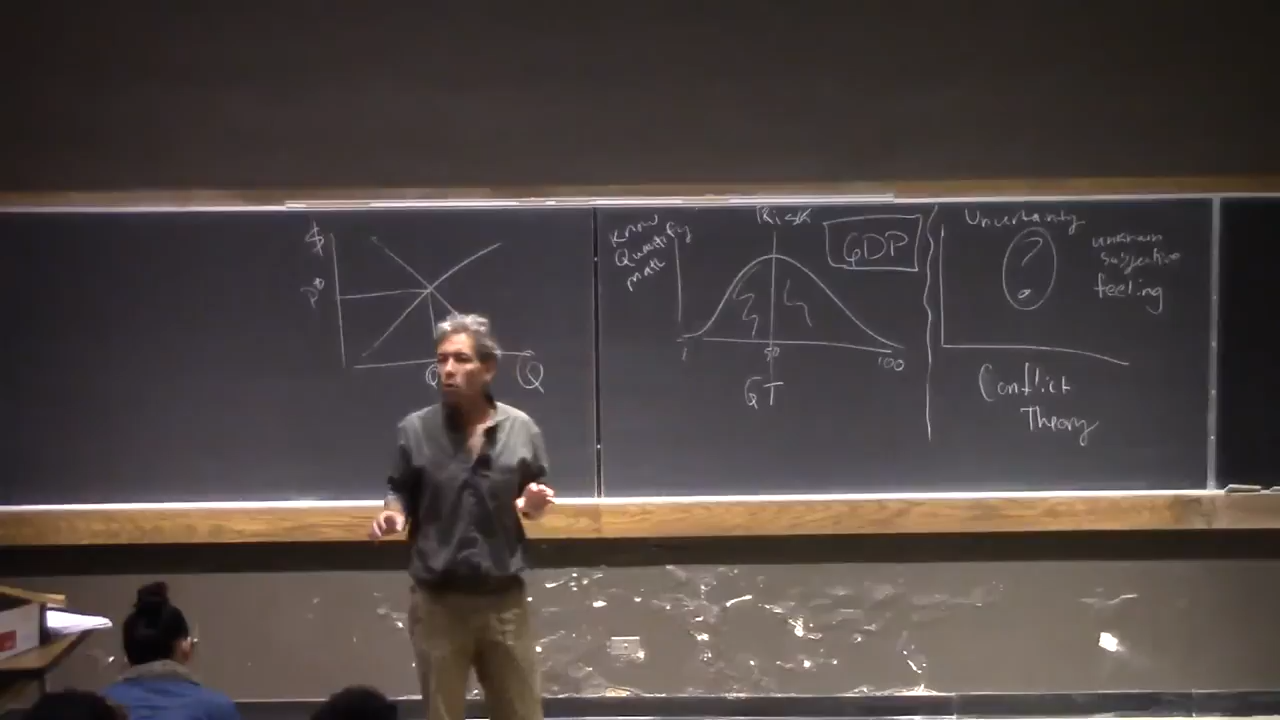 $
P*
Q
Q
Know
Quantify
math
Risk
GDP
1
50
100
GT
Uncertainty
?
unknown
subjective
feeling
Conflict
Theory